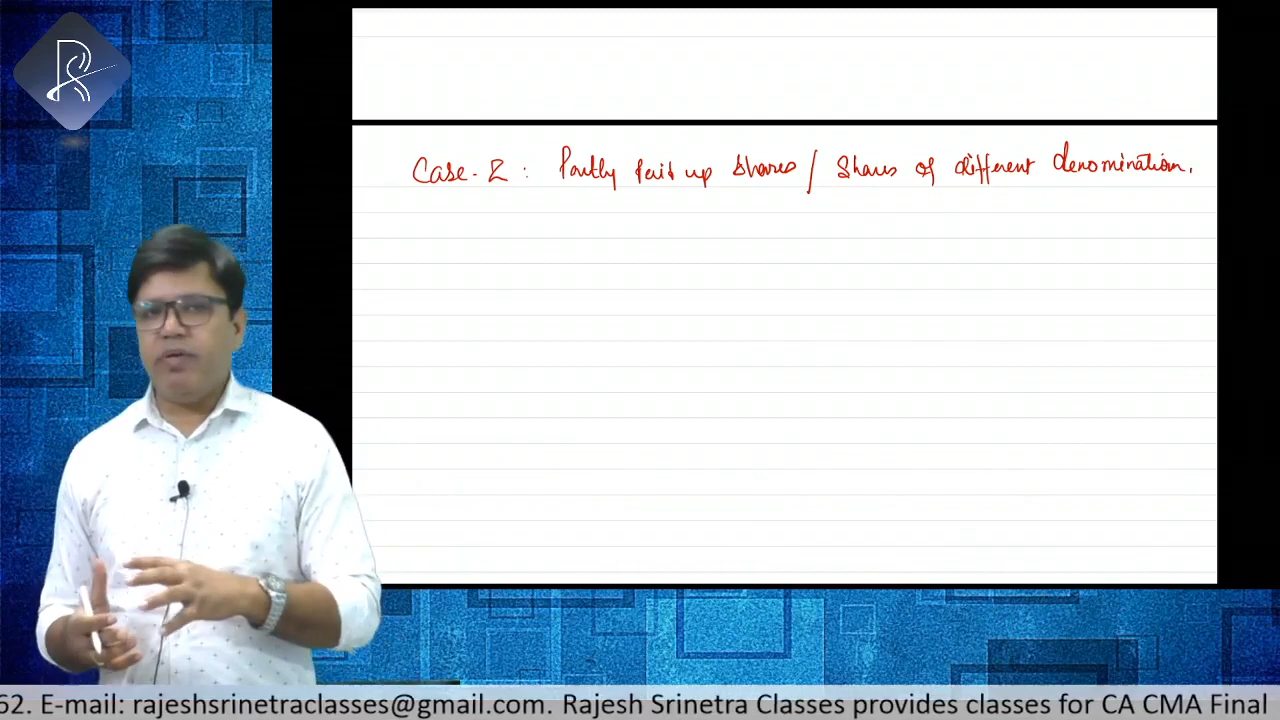 RS
Case-2 : Partly paid up shares / Shares of different denomination.
62. E-mail: rajeshsrinetraclasses@gmail.com. Rajesh Srinetra Classes provides classes for CA CMA Final